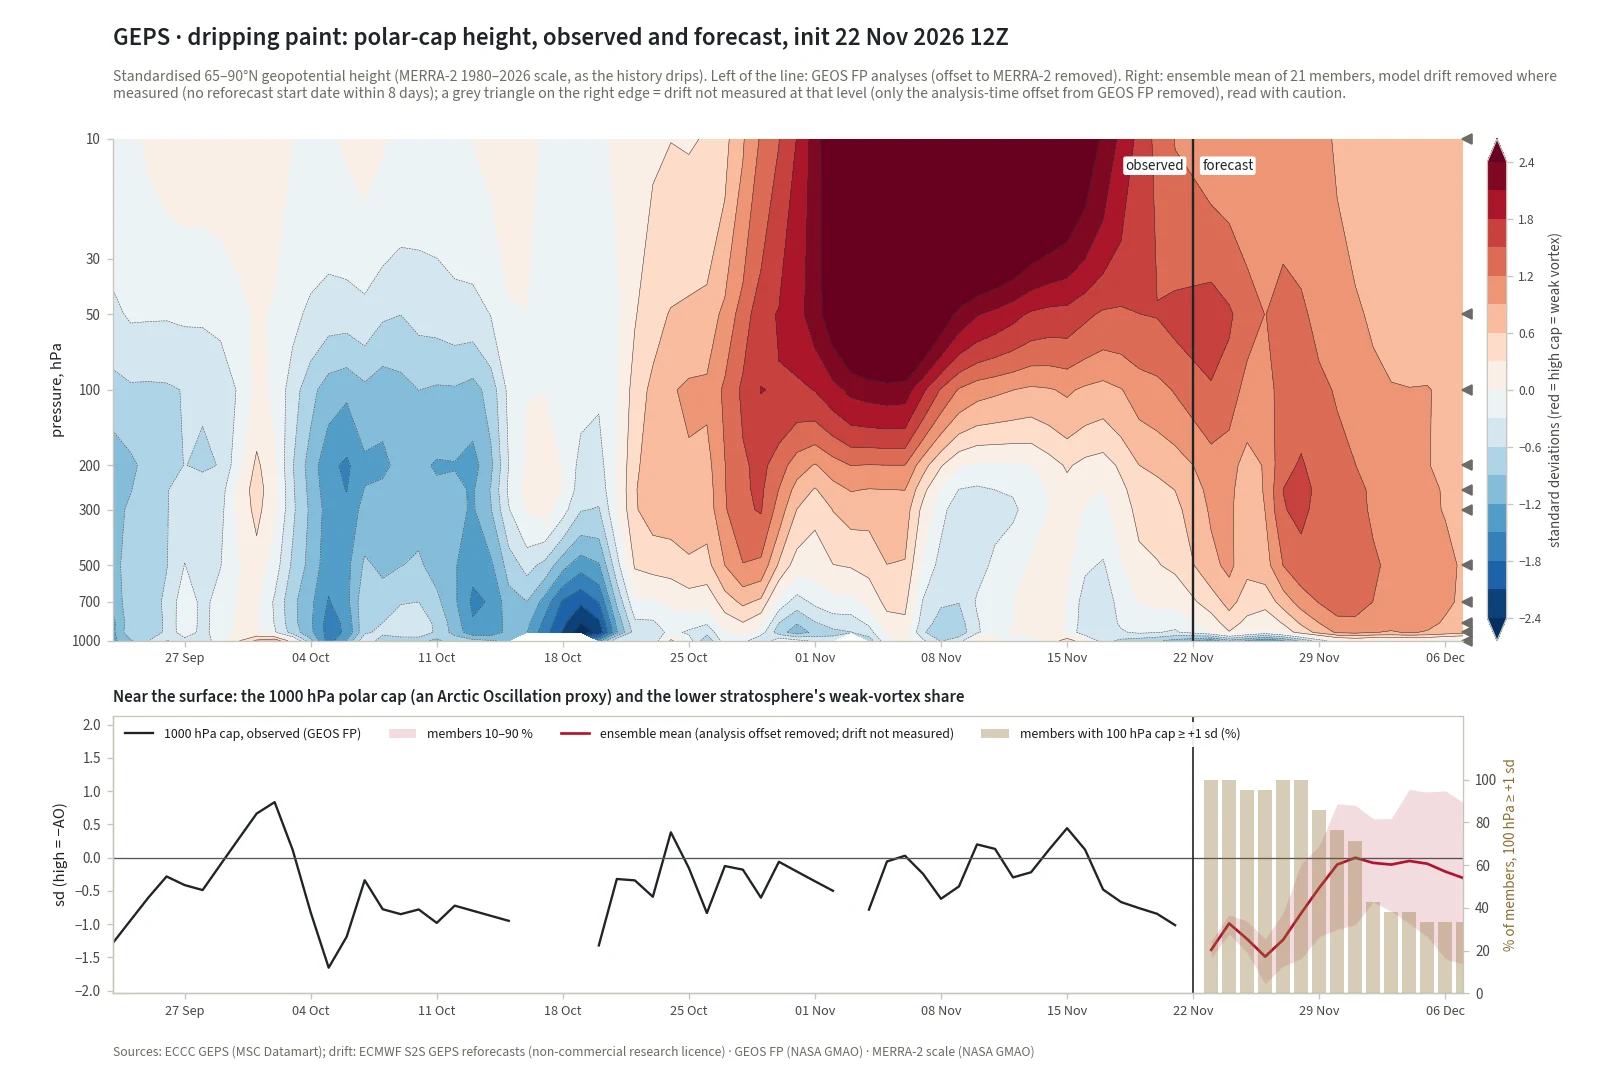 GEPS · dripping paint: polar-cap height, observed and forecast, init 22 Nov 2026 12Z
Standardised 65–90°N geopotential height (MERRA-2 1980–2026 scale, as the history drips). Left of the line: GEOS FP analyses (offset to MERRA-2 removed). Right: ensemble mean of 21 members, model drift removed where
measured (no reforecast start date within 8 days); a grey triangle on the right edge = drift not measured at that level (only the analysis-time offset from GEOS FP removed), read with caution.
observed
forecast
pressure, hPa
10
30
50
100
200
300
500
700
1000
27 Sep
04 Oct
11 Oct
18 Oct
25 Oct
01 Nov
08 Nov
15 Nov
22 Nov
29 Nov
06 Dec
2.4
1.8
1.2
0.6
0.0
−0.6
−1.2
−1.8
−2.4
standard deviations (red = high cap = weak vortex)
Near the surface: the 1000 hPa polar cap (an Arctic Oscillation proxy) and the lower stratosphere's weak-vortex share
1000 hPa cap, observed (GEOS FP)
members 10–90 %
ensemble mean (analysis offset removed; drift not measured)
members with 100 hPa cap ≥ +1 sd (%)
sd (high = −AO)
2.0
1.5
1.0
0.5
0.0
−0.5
−1.0
−1.5
−2.0
100
80
60
40
20
0
% of members, 100 hPa ≥ +1 sd
27 Sep
04 Oct
11 Oct
18 Oct
25 Oct
01 Nov
08 Nov
15 Nov
22 Nov
29 Nov
06 Dec
Sources: ECCC GEPS (MSC Datamart); drift: ECMWF S2S GEPS reforecasts (non-commercial research licence) · GEOS FP (NASA GMAO) · MERRA-2 scale (NASA GMAO)